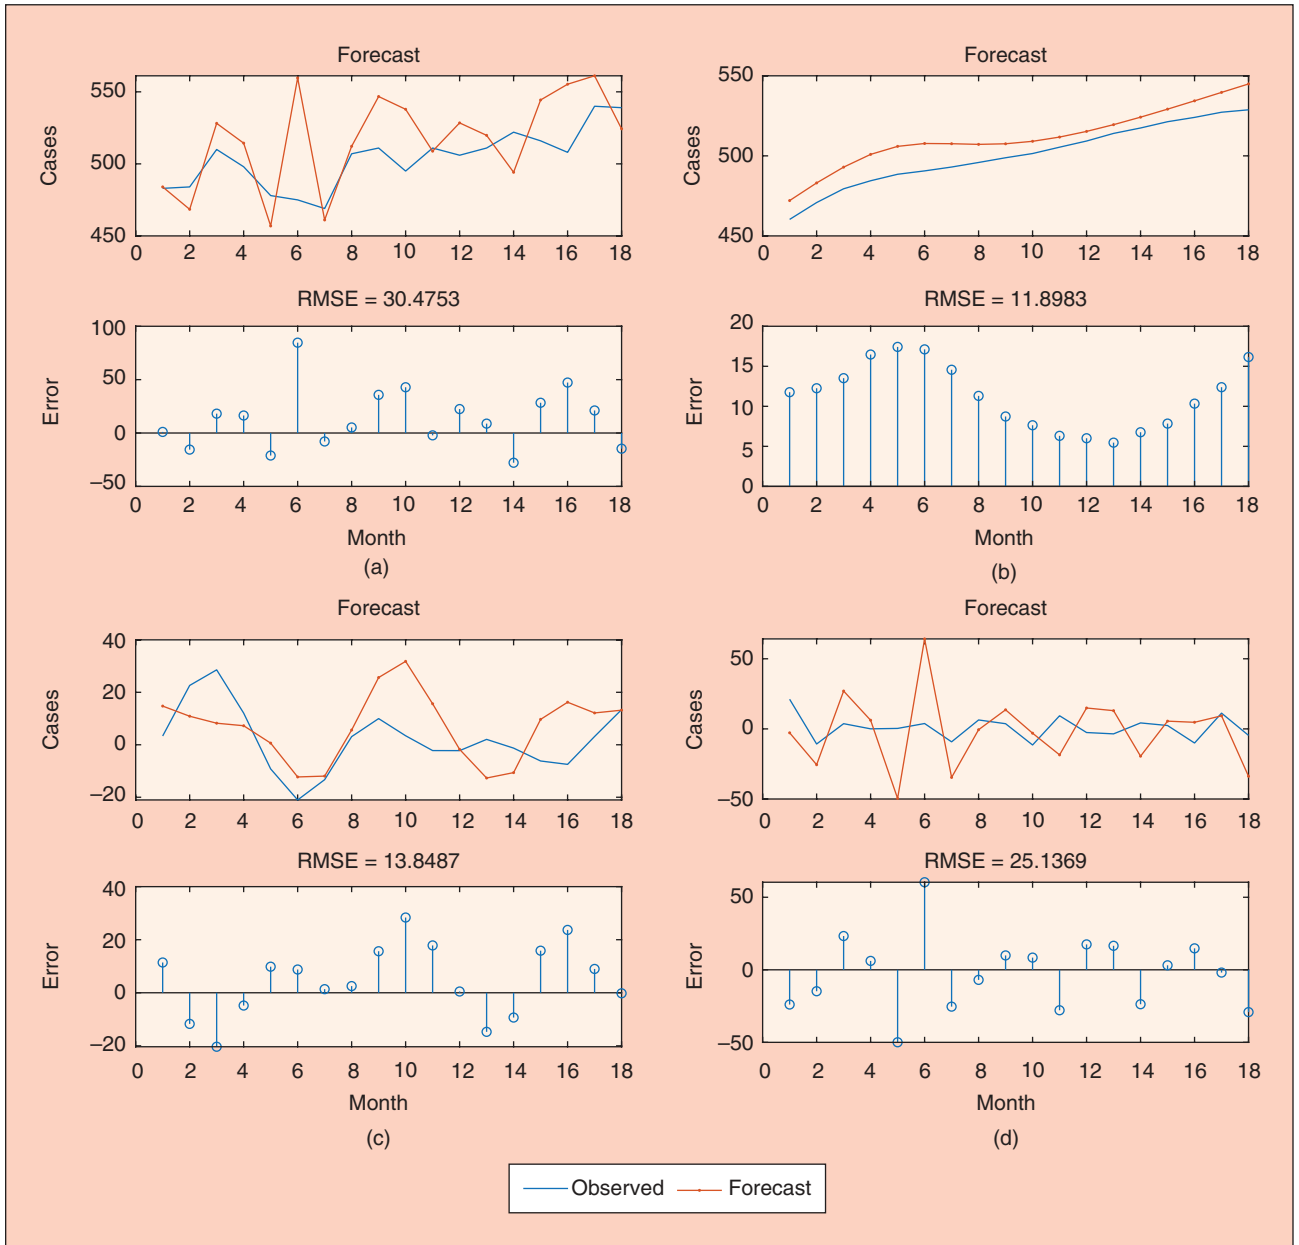 Forecast
550
500
450
Cases
0 2 4 6 8 10 12 14 16 18
RMSE = 30.4753
100
50
0
–50
Error
0 2 4 6 8 10 12 14 16 18
Month
(a)
Forecast
550
500
450
Cases
0 2 4 6 8 10 12 14 16 18
RMSE = 11.8983
20
15
10
5
0
Error
0 2 4 6 8 10 12 14 16 18
Month
(b)
Forecast
40
20
0
–20
Cases
0 2 4 6 8 10 12 14 16 18
RMSE = 13.8487
40
20
0
–20
Error
0 2 4 6 8 10 12 14 16 18
Month
(c)
Forecast
50
0
–50
Cases
0 2 4 6 8 10 12 14 16 18
RMSE = 25.1369
50
0
–50
Error
0 2 4 6 8 10 12 14 16 18
Month
(d)
Observed Forecast